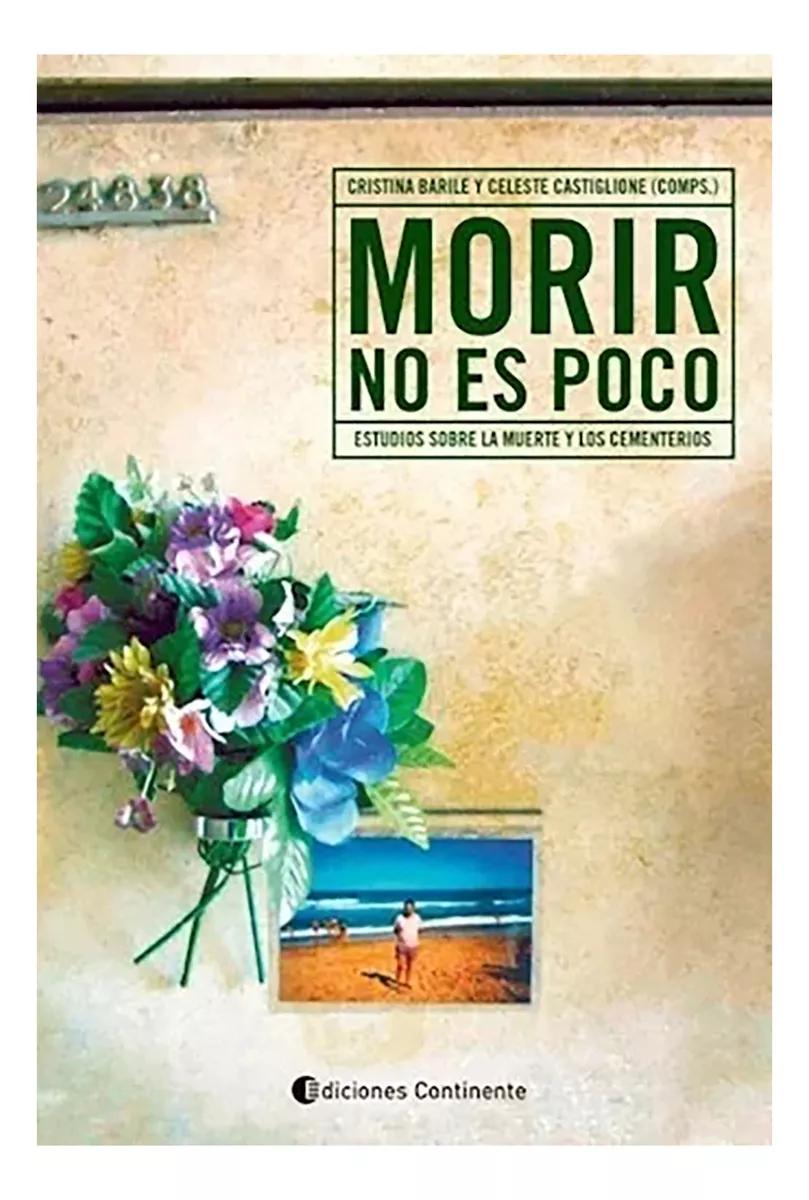 24838
CRISTINA BARILE Y CELESTE CASTIGLIONE (COMPS.)
MORIR
NO ES POCO
ESTUDIOS SOBRE LA MUERTE Y LOS CEMENTERIOS
Ediciones Continente